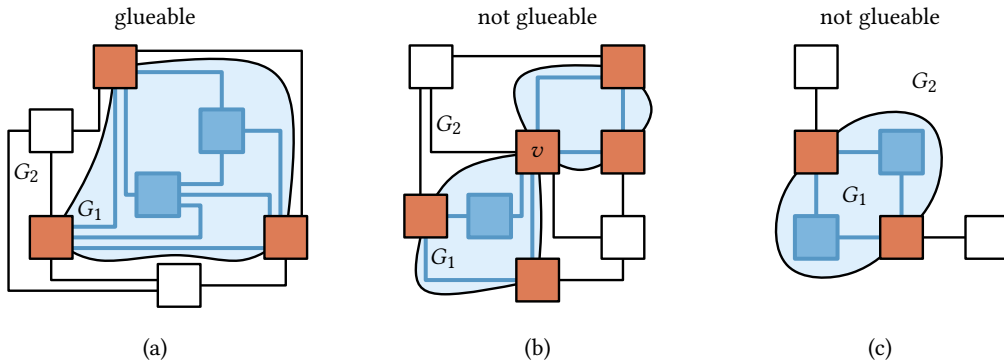 glueable
not glueable
not glueable
G₂
G₁
G₂
v
G₁
G₂
G₁
(a)
(b)
(c)